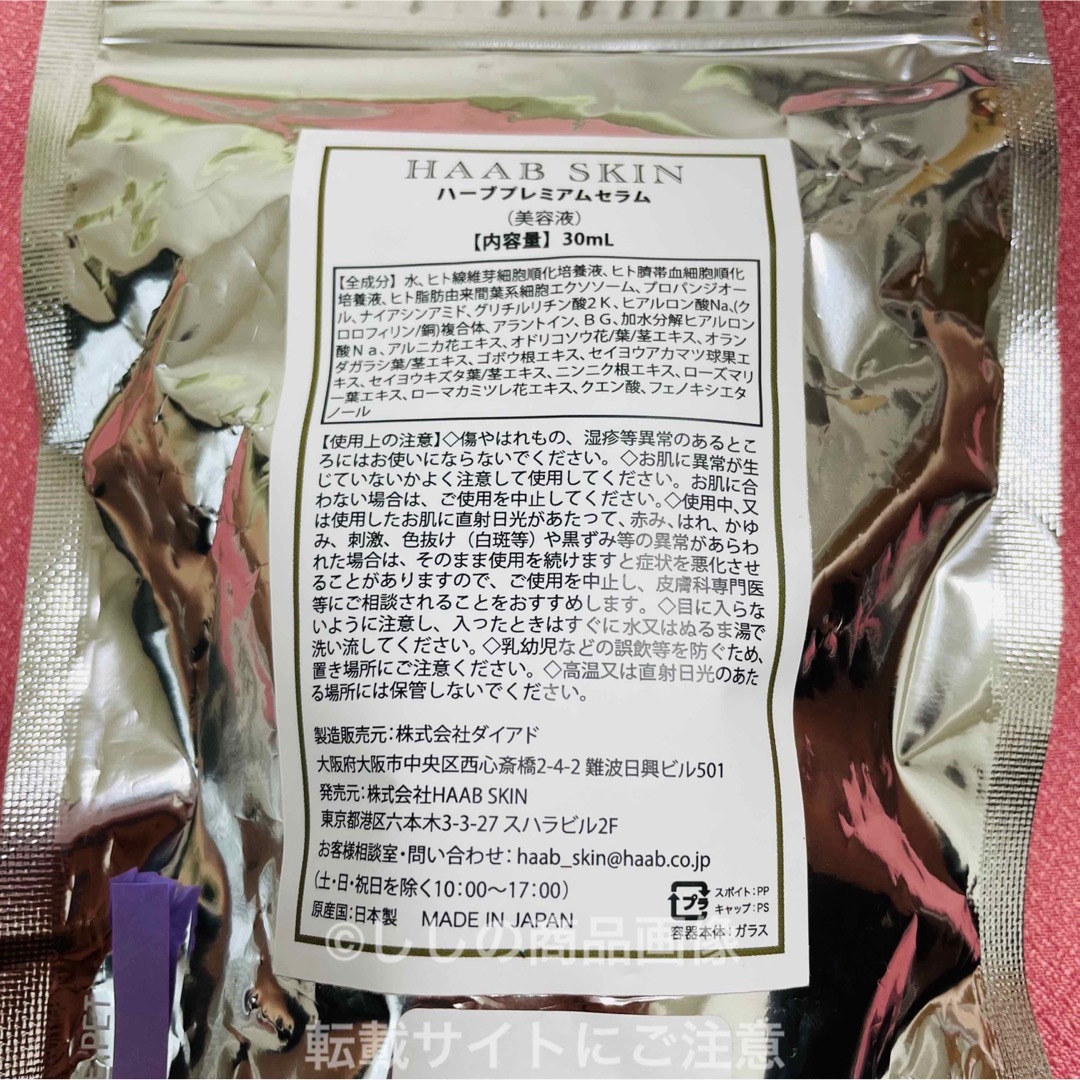 HAAB SKIN
ハーブプレミアムセラム
(美容液)
【内容量】30mL
【全成分】水、ヒト線維芽細胞順化培養液、ヒト臍帯血細胞順化
培養液、ヒト脂肪由来間葉系細胞エクソソーム、プロパンジオー
ル、ナイアシンアミド、グリチルリチン酸2K、ヒアルロン酸Na、(ク
ロロフィリン/銅)複合体、アラントイン、BG、加水分解ヒアルロン
酸Na、アルニカ花エキス、オドリコソウ花/葉/茎エキス、オラン
ダガラシ葉/茎エキス、ゴボウ根エキス、セイヨウアカマツ球果エ
キス、セイヨウキズタ葉/茎エキス、ニンニク根エキス、ローズマリ
ー葉エキス、ローマカミツレ花エキス、クエン酸、フェノキシエタ
ノール
【使用上の注意】◇傷やはれもの、湿疹等異常のあるとこ
ろにはお使いにならないでください。◇お肌に異常が生
じていないかよく注意して使用してください。お肌に合
わない場合は、ご使用を中止してください。◇使用中、又
は使用したお肌に直射日光があたって、赤み、はれ、かゆ
み、刺激、色抜け(白斑等)や黒ずみ等の異常があらわ
れた場合は、そのまま使用を続けますと症状を悪化させ
ることがありますので、ご使用を中止し、皮膚科専門医
等にご相談されることをおすすめします。◇目に入らな
いように注意し、入ったときはすぐに水又はぬるま湯で
洗い流してください。◇乳幼児などの誤飲等を防ぐため、
置き場所にご注意ください。◇高温又は直射日光のあた
る場所には保管しないでください。
製造販売元:株式会社ダイアド
大阪府大阪市中央区西心斎橋2-4-2 難波日興ビル501
発売元:株式会社HAAB SKIN
東京都港区六本木3-3-27 スハラビル2F
お客様相談室・問い合わせ:haab_skin@haab.co.jp
(土・日・祝日を除く10:00〜17:00)
原産国:日本製 MADE IN JAPAN
プラ
スポイト:PP
キャップ:PS
容器本体:ガラス
©ししの商品画像
転載サイトにご注意